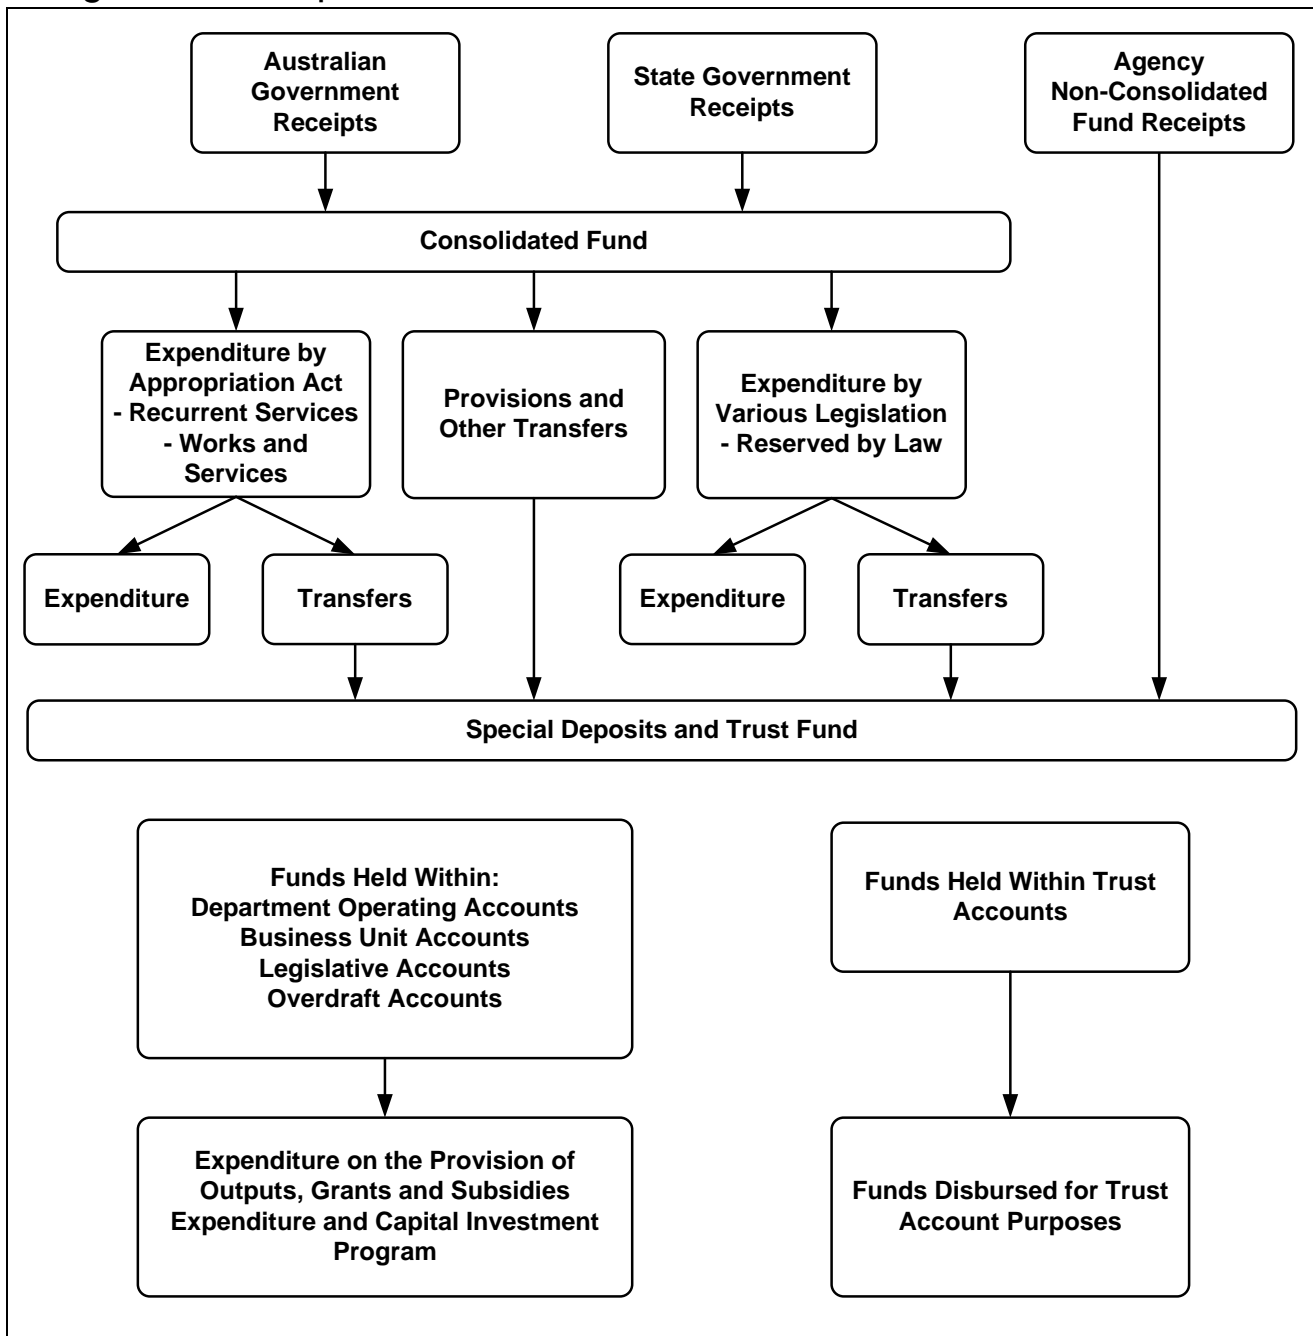 Australian
Government
Receipts
State Government
Receipts
Agency
Non-Consolidated
Fund Receipts
Consolidated Fund
Expenditure by
Appropriation Act
- Recurrent Services
- Works and
Services
Provisions and
Other Transfers
Expenditure by
Various Legislation
- Reserved by Law
Expenditure
Transfers
Expenditure
Transfers
Special Deposits and Trust Fund
Funds Held Within:
Department Operating Accounts
Business Unit Accounts
Legislative Accounts
Overdraft Accounts
Funds Held Within Trust
Accounts
Expenditure on the Provision of
Outputs, Grants and Subsidies
Expenditure and Capital Investment
Program
Funds Disbursed for Trust
Account Purposes